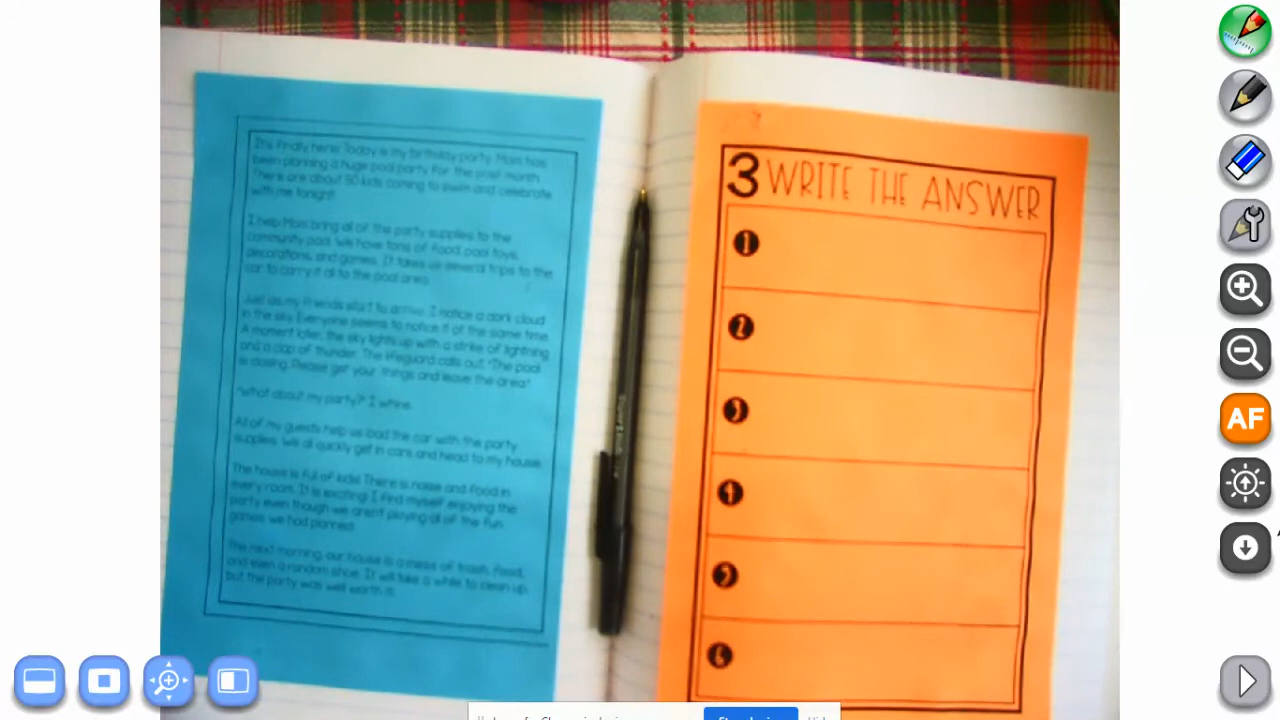 It's finally here! Today is my birthday party. Mom has
been planning a huge pool party for the past month.
There are about 30 kids coming to swim and celebrate
with me tonight!
I help Mom bring all of the party supplies to the
community pool. We have tons of food, pool toys,
decorations, and games. It takes us several trips to the
car to carry it all to the pool area.
Just as my friends start to arrive, I notice a dark cloud
in the sky. Everyone seems to notice it at the same time.
A moment later, the sky lights up with a strike of lightning
and a clap of thunder. The lifeguard calls out, "The pool
is closing. Please get your things and leave the area."
"What about my party?" I whine.
All of my guests help us load the car with the party
supplies. We all quickly get in cars and head to my house.
The house is full of kids! There is noise and food in
every room. It is exciting! I find myself enjoying the
party even though we aren't playing all of the fun
games we had planned.
The next morning, our house is a mess of trash, food,
and even a random shoe. It will take a while to clean up,
but the party was well worth it.
3 WRITE THE ANSWER
1
2
3
4
5
6
AF